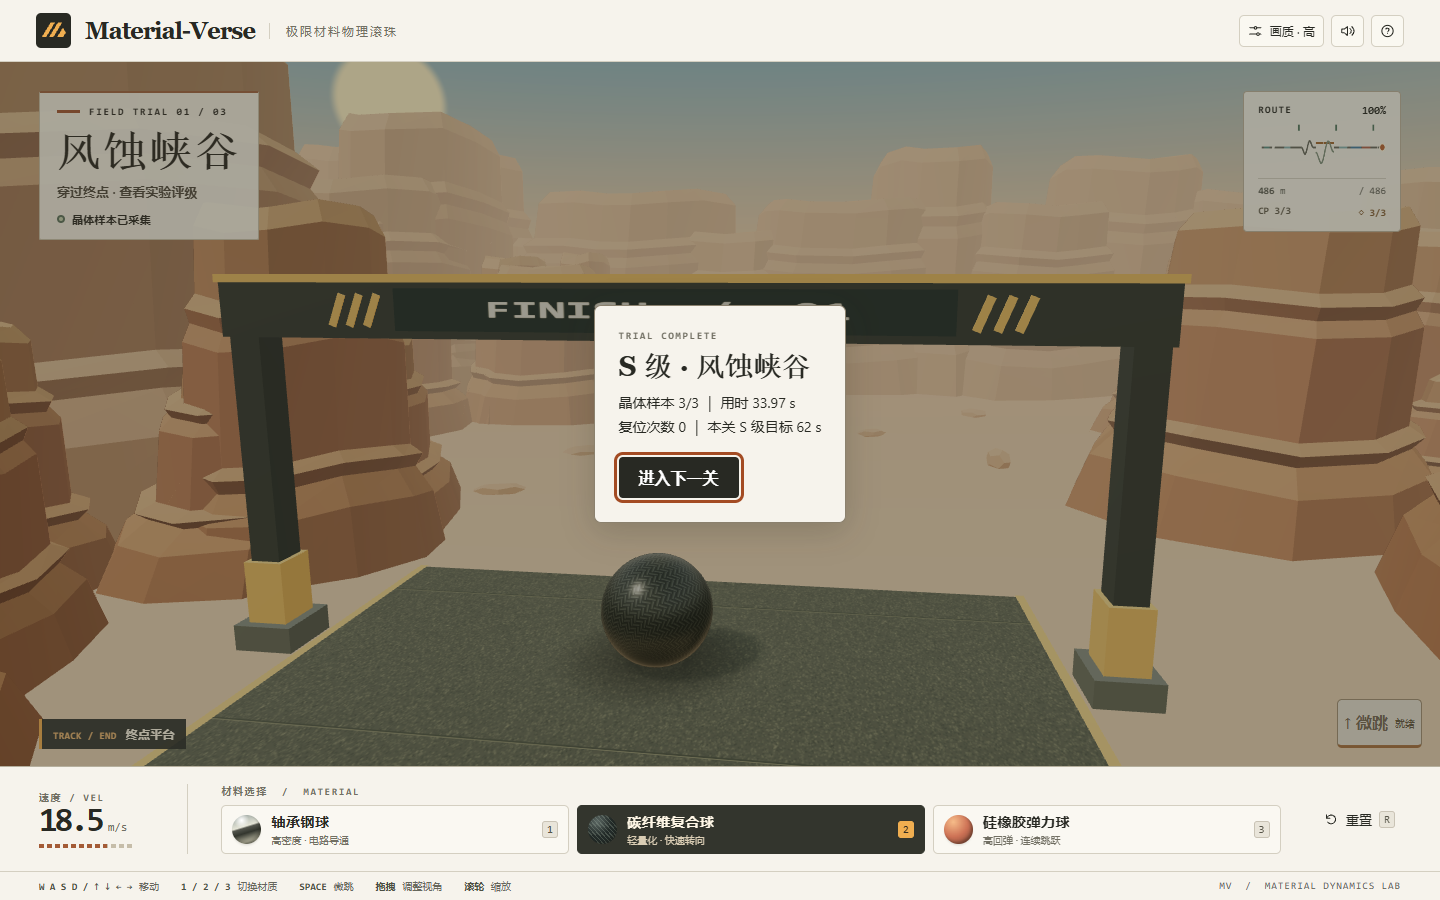 Material-Verse
极限材料物理滚珠
画质 · 高
FIELD TRIAL 01 / 03
风蚀峡谷
穿过终点 · 查看实验评级
晶体样本已采集
ROUTE 100%
486 m / 486
CP 3/3 ◇ 3/3
TRIAL COMPLETE
S 级 · 风蚀峡谷
晶体样本 3/3 | 用时 33.97 s
复位次数 0 | 本关 S 级目标 62 s
进入下一关
TRACK / END 终点平台
↑ 微跳 就绪
速度 / VEL
18.5 m/s
材料选择 / MATERIAL
轴承钢球
高密度 · 电路导通
1
碳纤维复合球
轻量化 · 快速转向
2
硅橡胶弹力球
高回弹 · 连续跳跃
3
重置 R
W A S D / ↑ ↓ ← → 移动 1 / 2 / 3 切换材质 SPACE 微跳 拖拽 调整视角 滚轮 缩放
MV / MATERIAL DYNAMICS LAB